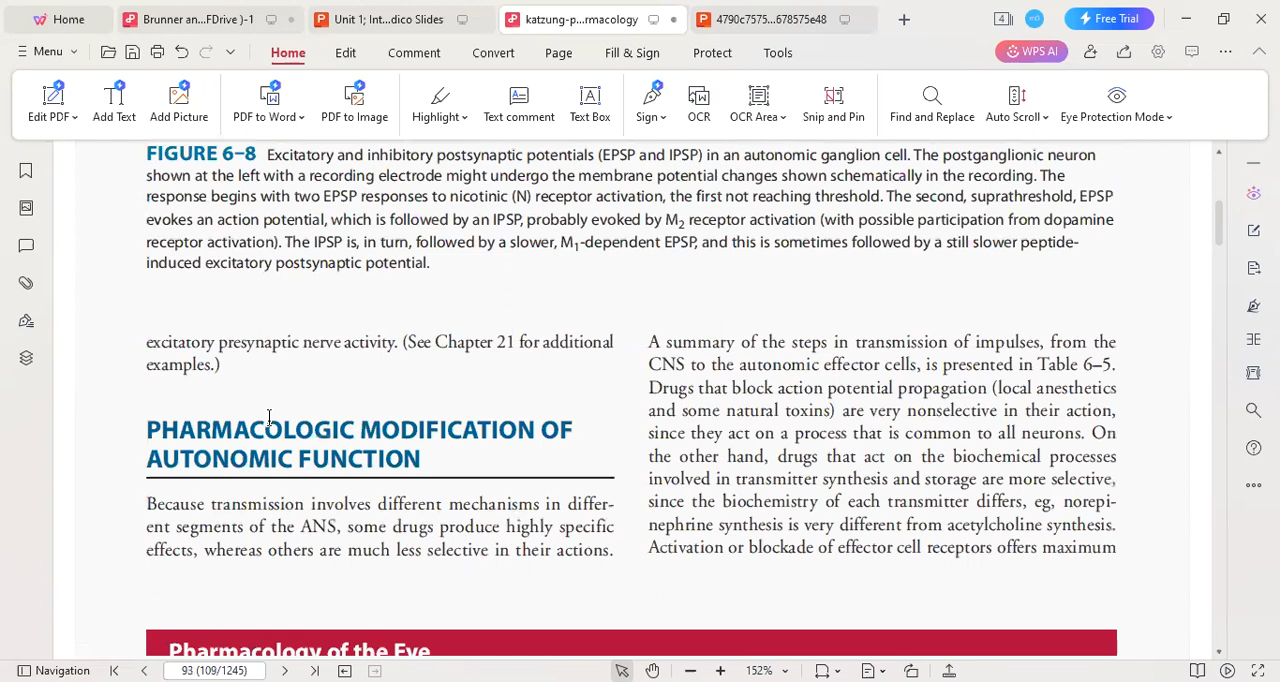 Home
Brunner an...FDrive )-1
Unit 1; Int...dico Slides
katzung-p...rmacology
4790c7575...678575e48
4
Free Trial
Menu
Home
Edit
Comment
Convert
Page
Fill & Sign
Protect
Tools
WPS AI
Edit PDF
Add Text
Add Picture
PDF to Word
PDF to Image
Highlight
Text comment
Text Box
Sign
OCR
OCR Area
Snip and Pin
Find and Replace
Auto Scroll
Eye Protection Mode
FIGURE 6–8 Excitatory and inhibitory postsynaptic potentials (EPSP and IPSP) in an autonomic ganglion cell. The postganglionic neuron
shown at the left with a recording electrode might undergo the membrane potential changes shown schematically in the recording. The
response begins with two EPSP responses to nicotinic (N) receptor activation, the first not reaching threshold. The second, suprathreshold, EPSP
evokes an action potential, which is followed by an IPSP, probably evoked by M2 receptor activation (with possible participation from dopamine
receptor activation). The IPSP is, in turn, followed by a slower, M1-dependent EPSP, and this is sometimes followed by a still slower peptide-
induced excitatory postsynaptic potential.
excitatory presynaptic nerve activity. (See Chapter 21 for additional
examples.)
PHARMACOLOGIC MODIFICATION OF
AUTONOMIC FUNCTION
Because transmission involves different mechanisms in differ-
ent segments of the ANS, some drugs produce highly specific
effects, whereas others are much less selective in their actions.
A summary of the steps in transmission of impulses, from the
CNS to the autonomic effector cells, is presented in Table 6–5.
Drugs that block action potential propagation (local anesthetics
and some natural toxins) are very nonselective in their action,
since they act on a process that is common to all neurons. On
the other hand, drugs that act on the biochemical processes
involved in transmitter synthesis and storage are more selective,
since the biochemistry of each transmitter differs, eg, norepi-
nephrine synthesis is very different from acetylcholine synthesis.
Activation or blockade of effector cell receptors offers maximum
Pharmacology of the Eye
Navigation
93 (109/1245)
152%